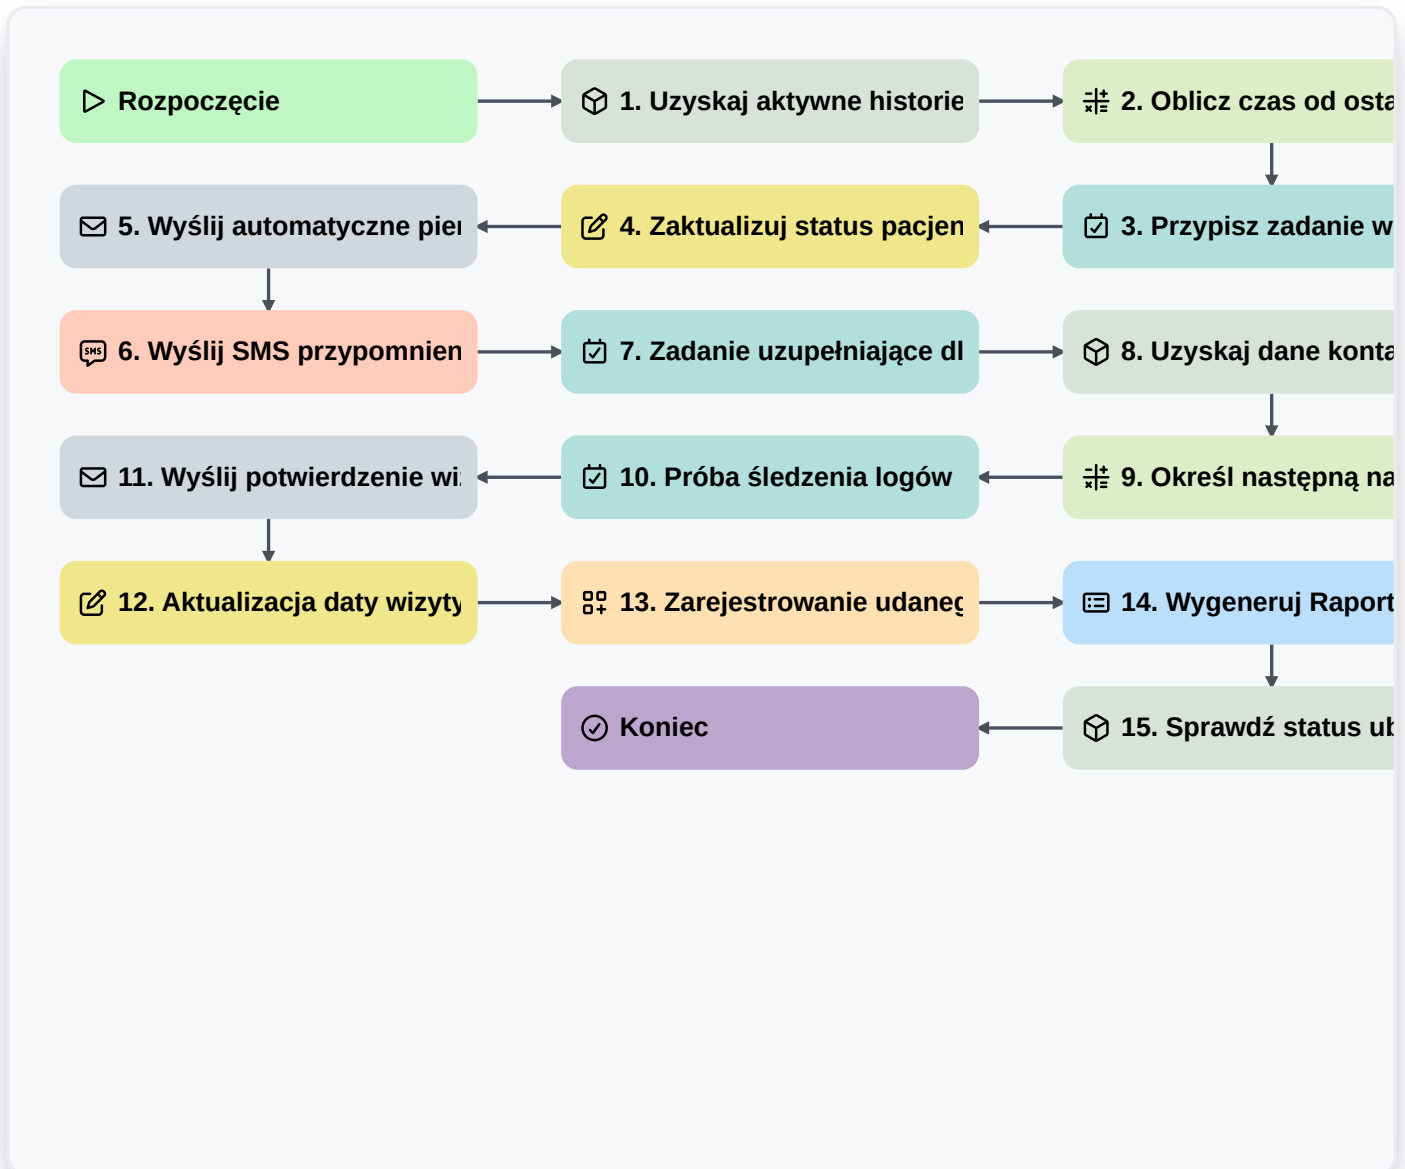 Rozpoczęcie
1. Uzyskaj aktywne historie
2. Oblicz czas od osta
5. Wyślij automatyczne pier
4. Zaktualizuj status pacjen
3. Przypisz zadanie w
6. Wyślij SMS przypomnien
7. Zadanie uzupełniające dl
8. Uzyskaj dane konta
11. Wyślij potwierdzenie wiz
10. Próba śledzenia logów
9. Określ następną na
12. Aktualizacja daty wizyty
13. Zarejestrowanie udaneg
14. Wygeneruj Raport
Koniec
15. Sprawdź status ub